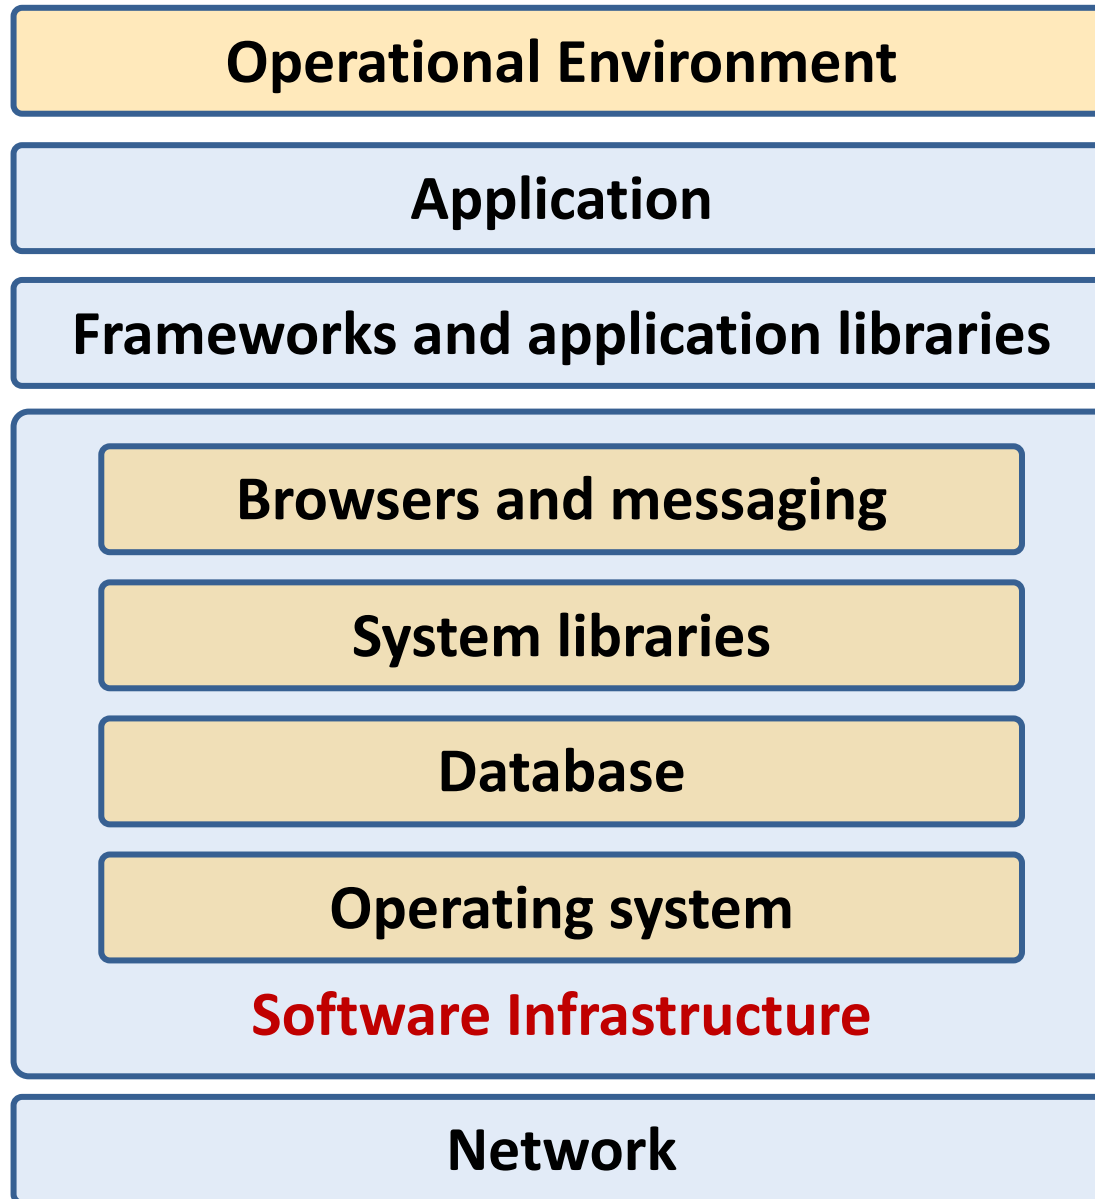 Operational Environment
Application
Frameworks and application libraries
Browsers and messaging
System libraries
Database
Operating system
Software Infrastructure
Network